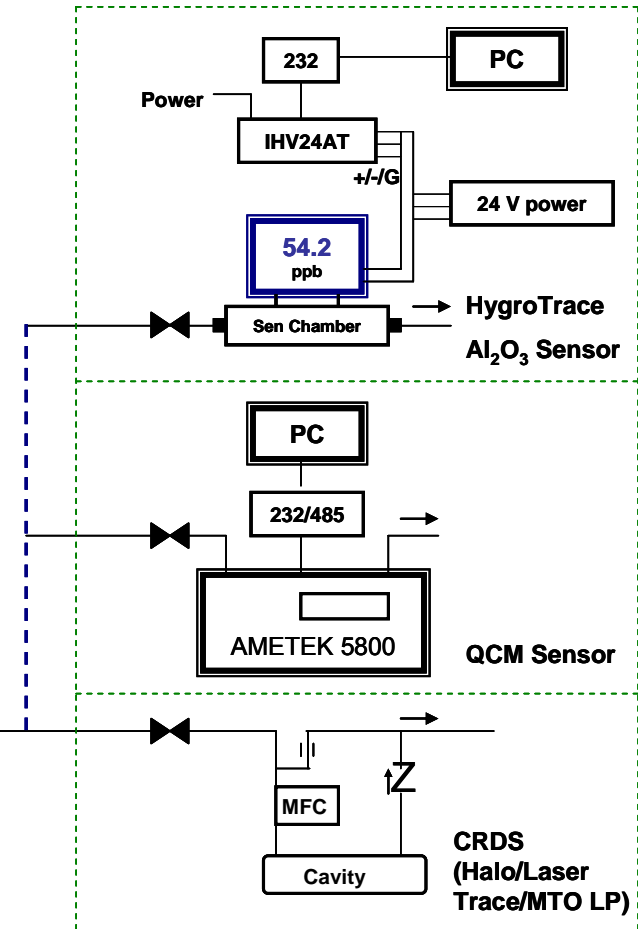 232
PC
Power
IHV24AT
+/-/G
24 V power
54.2
ppb
Sen Chamber
HygroTrace
Al₂O₃ Sensor
PC
232/485
AMETEK 5800
QCM Sensor
MFC
Z
Cavity
CRDS
(Halo/Laser
Trace/MTO LP)